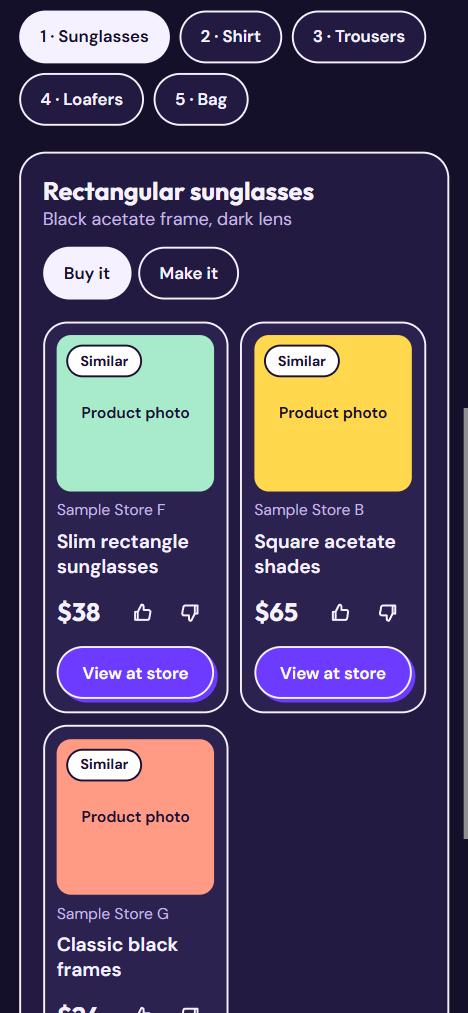 1 · Sunglasses
2 · Shirt
3 · Trousers
4 · Loafers
5 · Bag
Rectangular sunglasses
Black acetate frame, dark lens
Buy it
Make it
Similar
Product photo
Sample Store F
Slim rectangle
sunglasses
$38
View at store
Similar
Product photo
Sample Store B
Square acetate
shades
$65
View at store
Similar
Product photo
Sample Store G
Classic black
frames